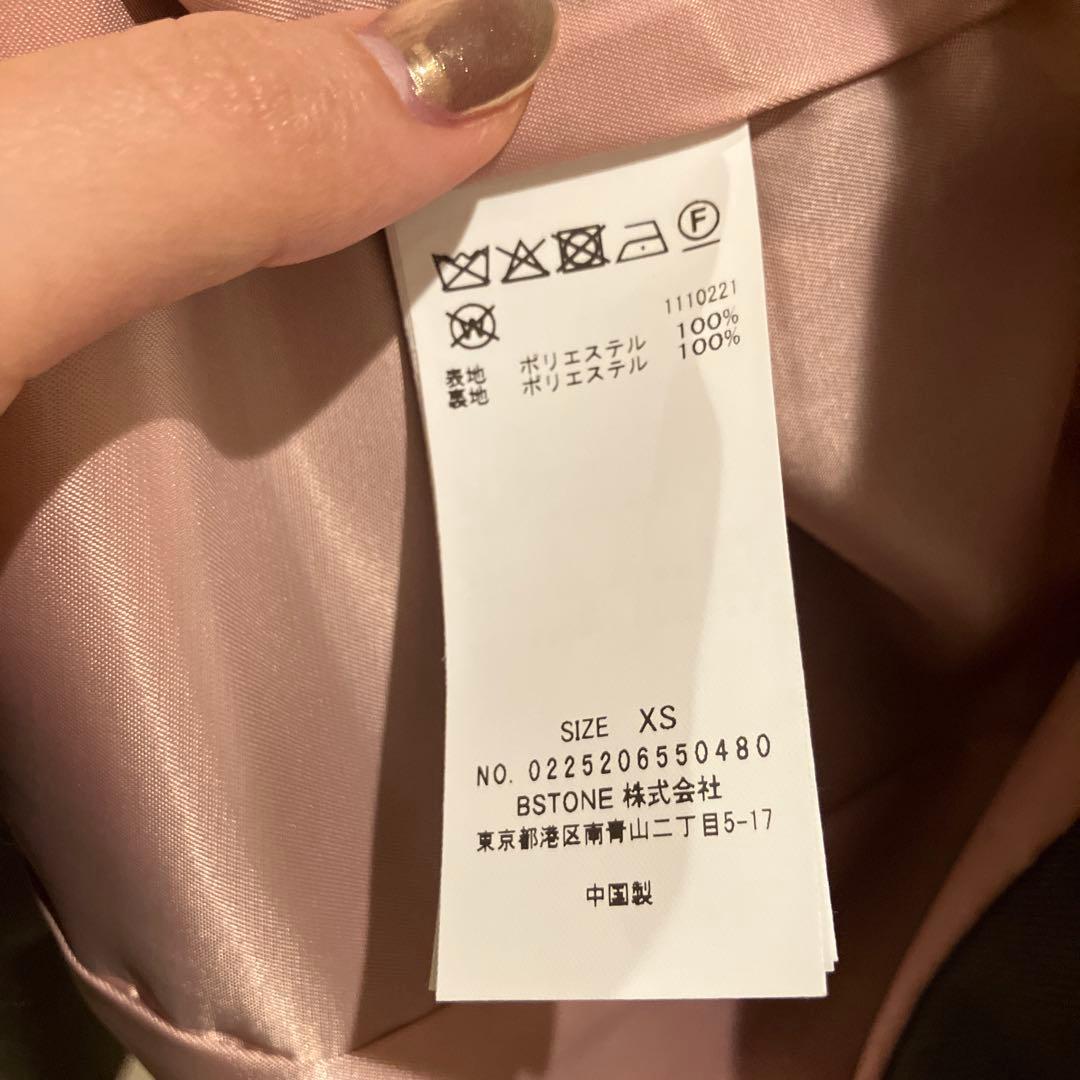 F
W
1110221
表地 ポリエステル 100%
裏地 ポリエステル 100%
SIZE XS
NO. 0225206550480
BSTONE 株式会社
東京都港区南青山二丁目5-17
中国製